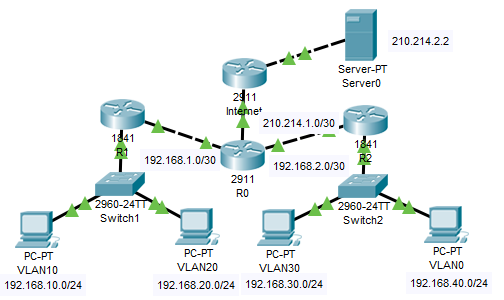 210.214.2.2
Server-PT
Server0
2911
Internet
210.214.1.0/30
1841
R1
1841
R2
192.168.1.0/30
192.168.2.0/30
2911
R0
2960-24TT
Switch1
2960-24TT
Switch2
PC-PT
VLAN10
PC-PT
VLAN20
PC-PT
VLAN30
PC-PT
VLAN0
192.168.10.0/24
192.168.20.0/24
192.168.30.0/24
192.168.40.0/24